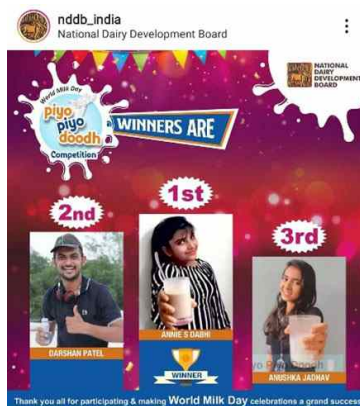 nddb_india
National Dairy Development Board
NATIONAL
DAIRY
DEVELOPMENT
BOARD
World Milk Day
piyo
piyo
doodh
Competition
WINNERS ARE
1st
2nd
3rd
DARSHAN PATEL
ANNIE S DABHI
WINNER
ANUSHKA JADHAV
Thank you all for participating & making World Milk Day celebrations a grand success